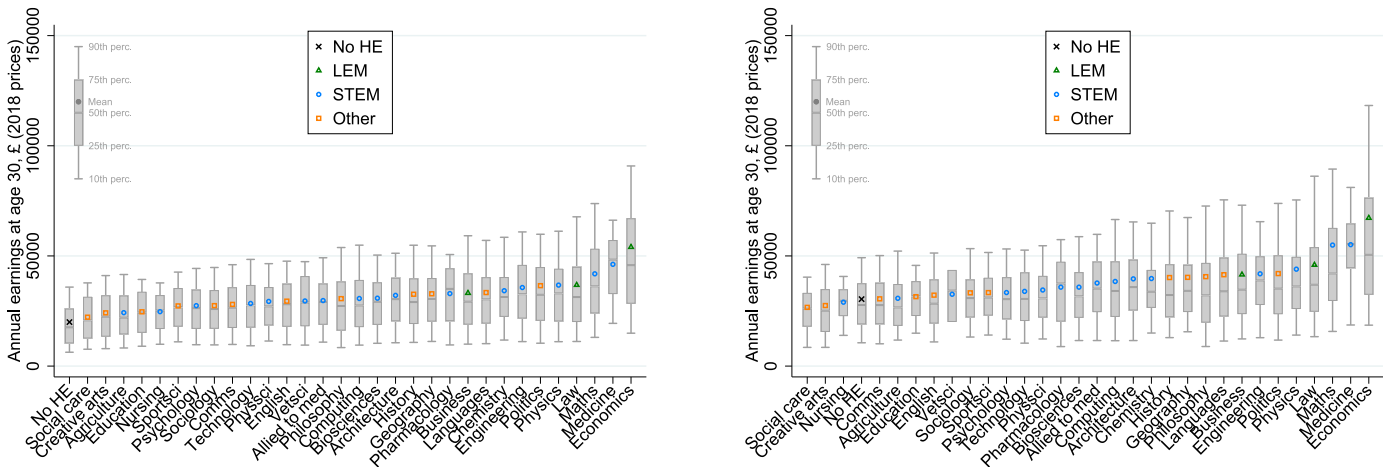 Annual earnings at age 30, £ (2018 prices)
150000
100000
50000
0
90th perc.
75th perc.
Mean
50th perc.
25th perc.
10th perc.
No HE
LEM
STEM
Other
No HE
Social care
Creative arts
Agriculture
Education
Nursing
Sportsci
Psychology
Sociology
Comms
Technology
Physsci
English
Vetsci
Allied to med
Philosophy
Computing
Biosciences
Architecture
History
Geography
Pharmacology
Business
Languages
Chemistry
Engineering
Politics
Physics
Law
Maths
Medicine
Economics
Annual earnings at age 30, £ (2018 prices)
150000
100000
50000
0
90th perc.
75th perc.
Mean
50th perc.
25th perc.
10th perc.
No HE
LEM
STEM
Other
Social care
Creative arts
Nursing
No HE
Comms
Agriculture
Education
English
Vetsci
Sociology
Sportsci
Psychology
Technology
Physsci
Pharmacology
Biosciences
Allied to med
Computing
Architecture
Chemistry
History
Geography
Philosophy
Languages
Business
Engineering
Politics
Physics
Law
Maths
Medicine
Economics